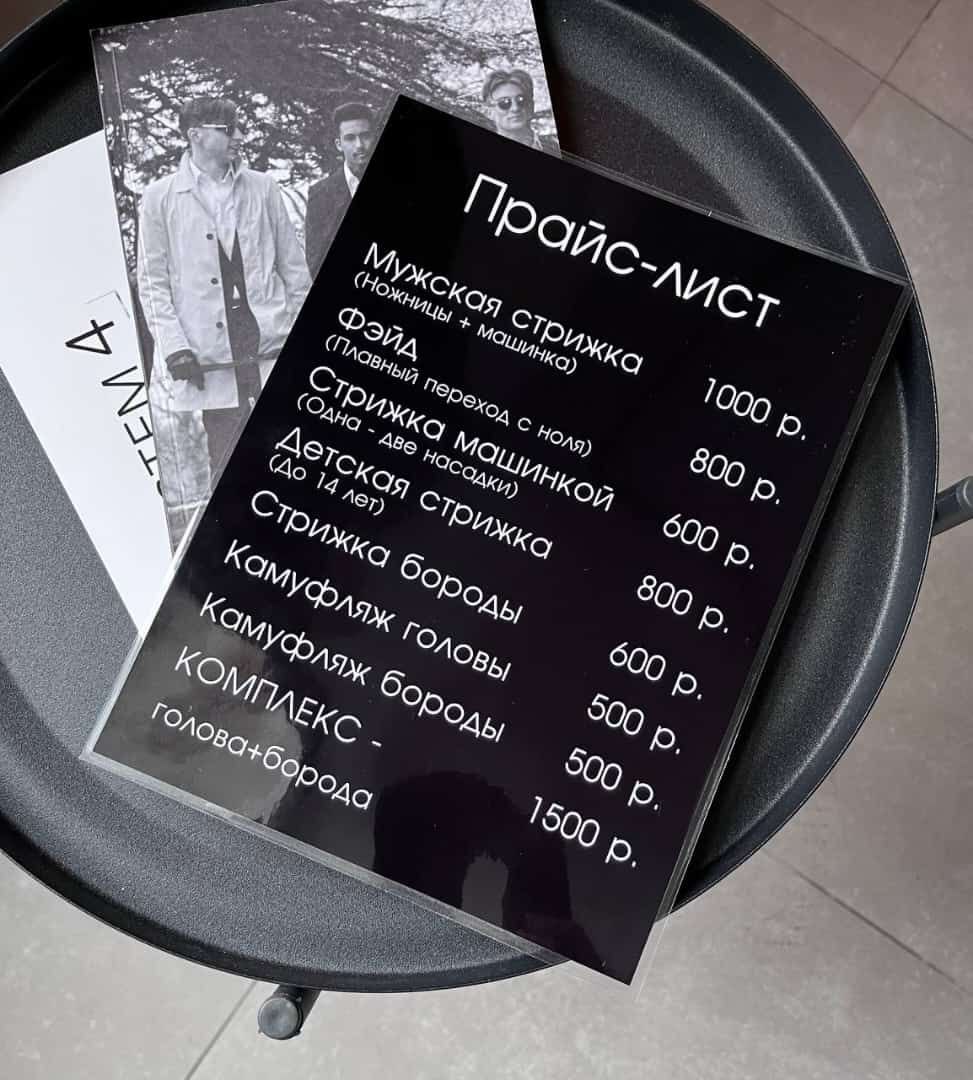 Прайс-лист
Мужская стрижка 1000 р.
(Ножницы + машинка)
Фэйд 800 р.
(Плавный переход с ноля)
Стрижка машинкой 600 р.
(Одна - две насадки)
Детская стрижка 800 р.
(До 14 лет)
Стрижка бороды 600 р.
Камуфляж головы 500 р.
Камуфляж бороды 500 р.
КОМПЛЕКС - 1500 р.
голова+борода
4